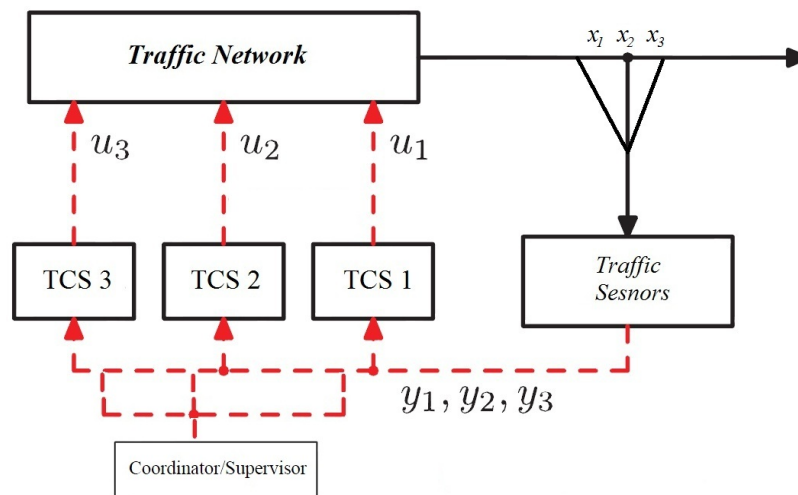 Traffic Network
x1 x2 x3
u3
u2
u1
TCS 3
TCS 2
TCS 1
Traffic
Sesnors
y1, y2, y3
Coordinator/Supervisor